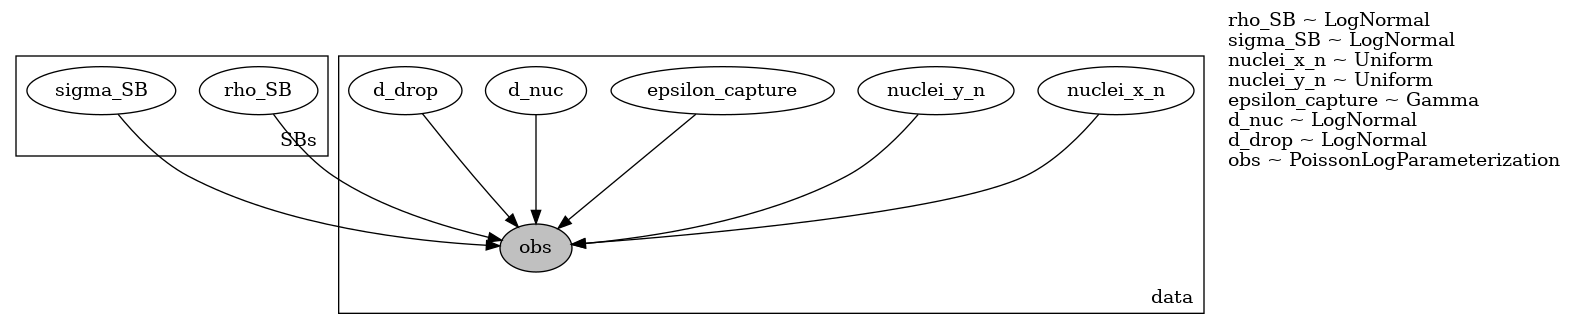 sigma_SB
rho_SB
SBs
d_drop
d_nuc
epsilon_capture
nuclei_y_n
nuclei_x_n
obs
data
rho_SB ~ LogNormal
sigma_SB ~ LogNormal
nuclei_x_n ~ Uniform
nuclei_y_n ~ Uniform
epsilon_capture ~ Gamma
d_nuc ~ LogNormal
d_drop ~ LogNormal
obs ~ PoissonLogParameterization